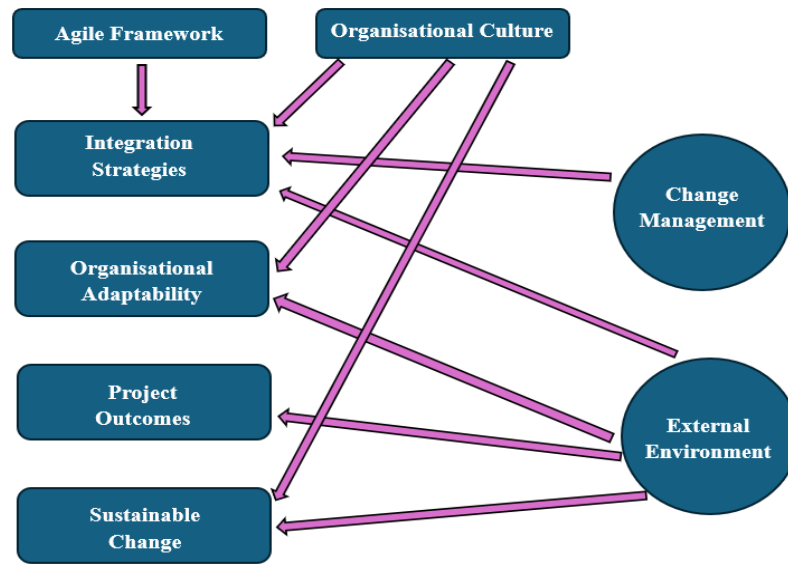 Agile Framework
Organisational Culture
Integration
Strategies
Change
Management
Organisational
Adaptability
Project
Outcomes
External
Environment
Sustainable
Change